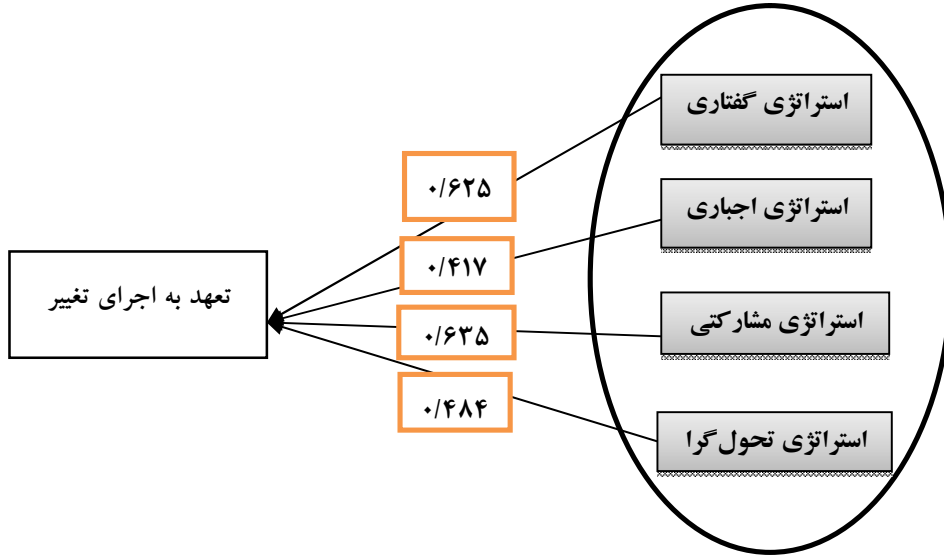 استراتژی گفتاری
۰/۶۲۵
استراتژی اجباری
۰/۴۱۷
تعهد به اجرای تغییر
استراتژی مشارکتی
۰/۶۳۵
استراتژی تحول‌گرا
۰/۴۸۴